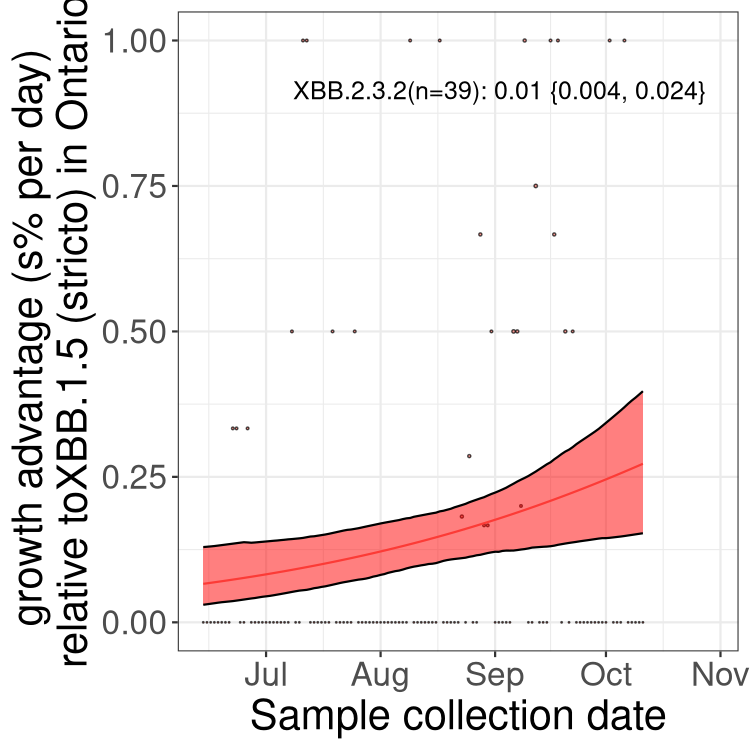 growth advantage (s% per day)
relative toXBB.1.5 (stricto) in Ontario
1.00
XBB.2.3.2(n=39): 0.01 {0.004, 0.024}
0.75
0.50
0.25
0.00
Jul Aug Sep Oct Nov
Sample collection date